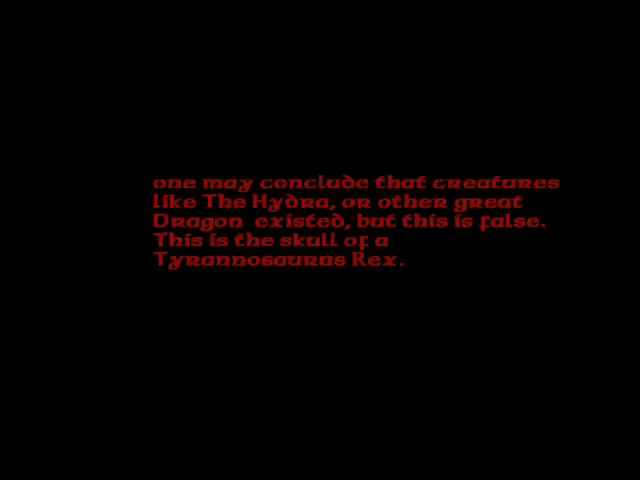 one may conclude that creatures
like The Hydra, or other great
Dragon existed, but this is false.
This is the skull of a
Tyrannosaurus Rex.